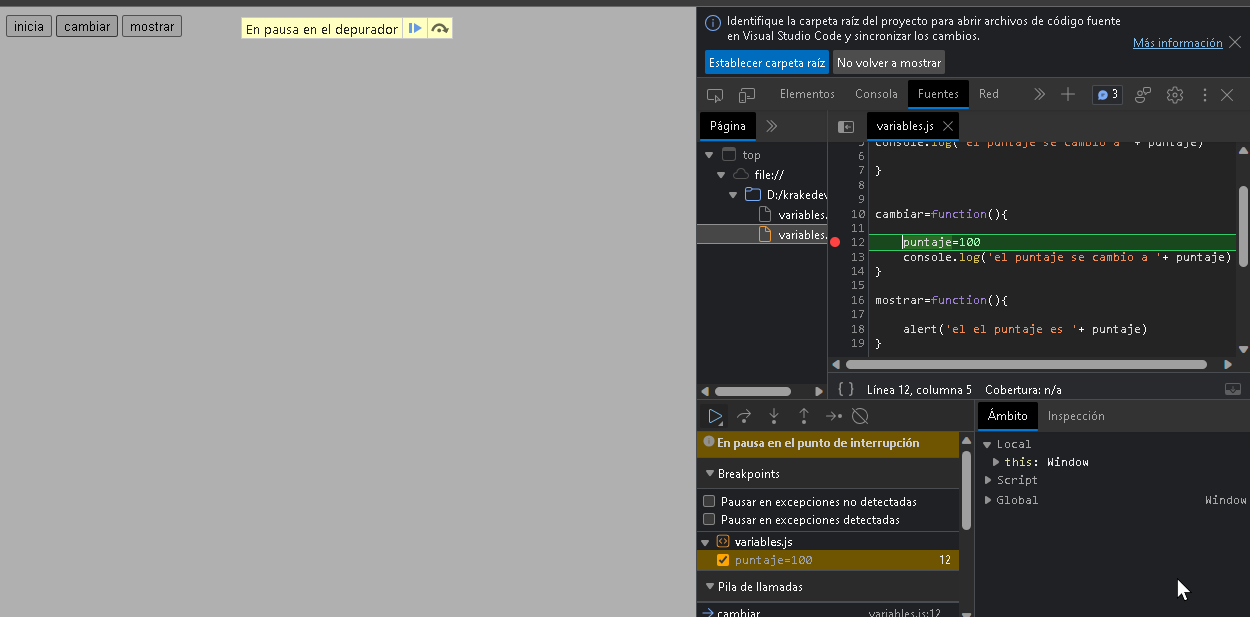 inicia cambiar mostrar
En pausa en el depurador
Identifique la carpeta raíz del proyecto para abrir archivos de código fuente
en Visual Studio Code y sincronizar los cambios.
Más información
Establecer carpeta raíz No volver a mostrar
Elementos Consola Fuentes Red 3
Página
variables.js
top
file://
D:/krakedev
variables.
variables.
5 console.log('el puntaje se cambio a '+ puntaje)
6
7 }
8
9
10 cambiar=function(){
11
12 puntaje=100
13 console.log('el puntaje se cambio a '+ puntaje)
14 }
15
16 mostrar=function(){
17
18 alert('el el puntaje es '+ puntaje)
19 }
{ } Línea 12, columna 5 Cobertura: n/a
En pausa en el punto de interrupción
Breakpoints
Pausar en excepciones no detectadas
Pausar en excepciones detectadas
variables.js
puntaje=100 12
Pila de llamadas
cambiar variables.js:12
Ámbito Inspección
Local
this: Window
Script
Global Window